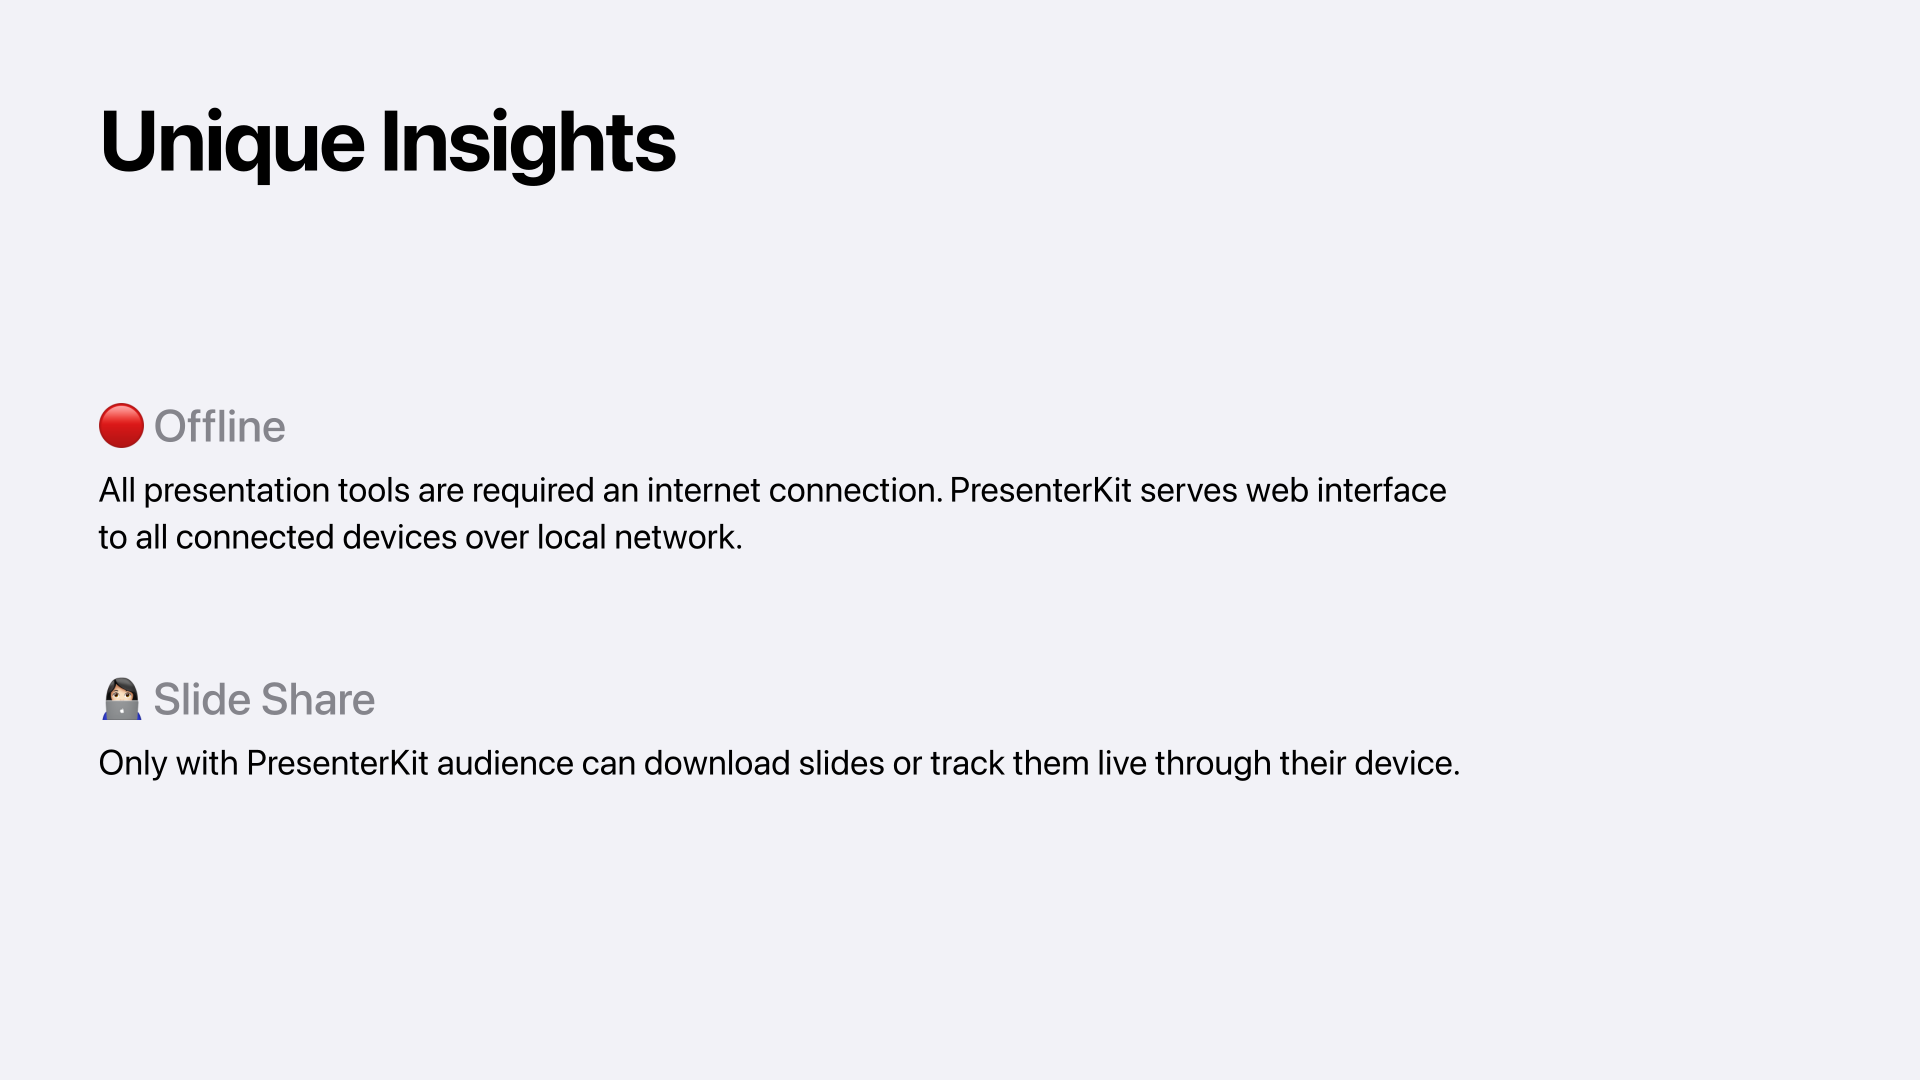 Unique Insights
🔴 Offline
All presentation tools are required an internet connection. PresenterKit serves web interface
to all connected devices over local network.
👩🏻‍💻 Slide Share
Only with PresenterKit audience can download slides or track them live through their device.